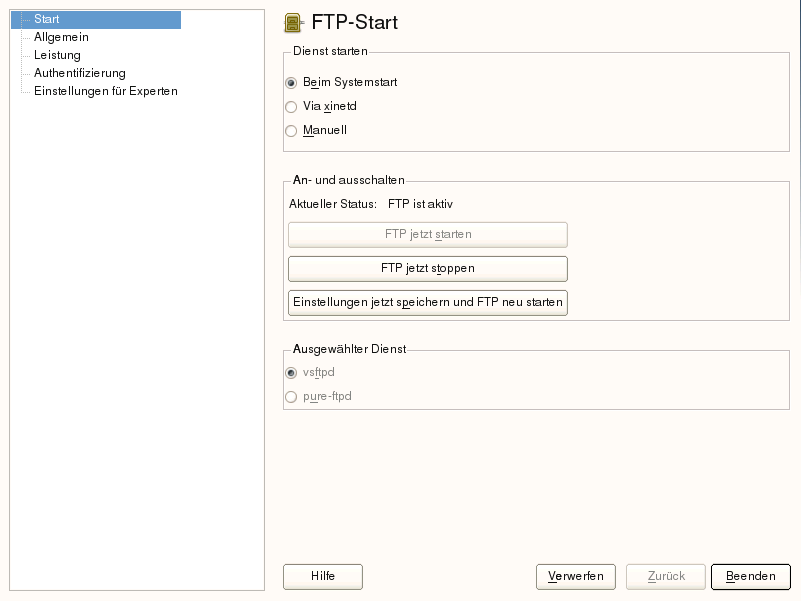 Start
Allgemein
Leistung
Authentifizierung
Einstellungen für Experten
FTP-Start
Dienst starten
Beim Systemstart
Via xinetd
Manuell
An- und ausschalten
Aktueller Status: FTP ist aktiv
FTP jetzt starten
FTP jetzt stoppen
Einstellungen jetzt speichern und FTP neu starten
Ausgewählter Dienst
vsftpd
pure-ftpd
Hilfe Verwerfen Zurück Beenden